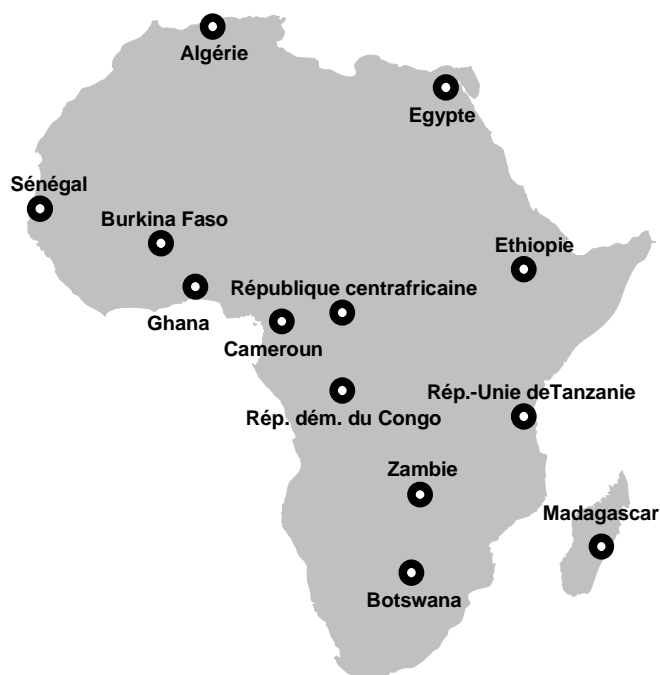 Algérie
Egypte
Sénégal
Burkina Faso
Ethiopie
République centrafricaine
Ghana
Cameroun
Rép.-Unie deTanzanie
Rép. dém. du Congo
Zambie
Madagascar
Botswana